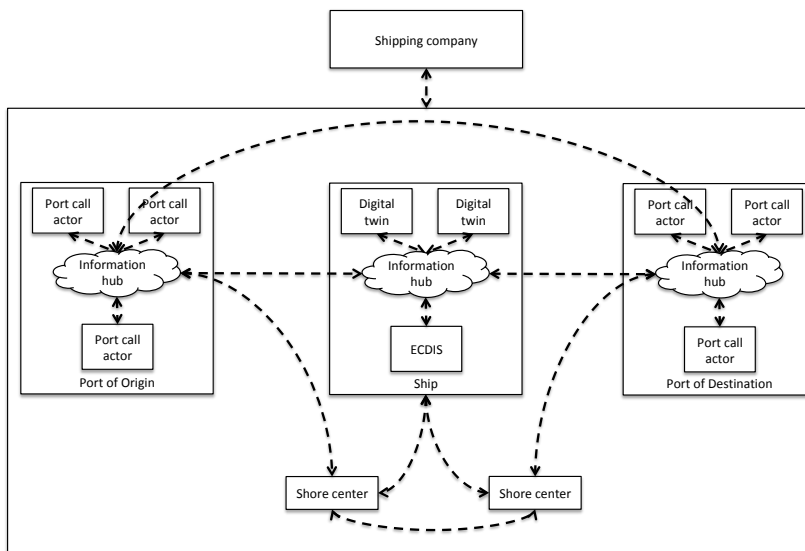 Shipping company
Port call
actor
Port call
actor
Digital
twin
Digital
twin
Port call
actor
Port call
actor
Information
hub
Information
hub
Information
hub
Port call
actor
ECDIS
Port call
actor
Port of Origin
Ship
Port of Destination
Shore center
Shore center